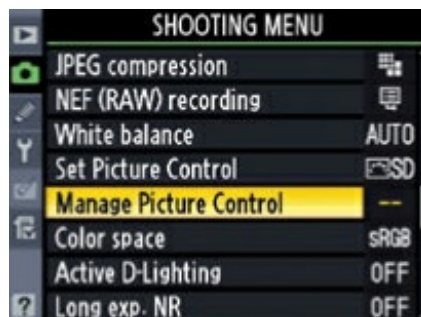 SHOOTING MENU
JPEG compression
NEF (RAW) recording
White balance AUTO
Set Picture Control SD
Manage Picture Control --
Color space sRGB
Active D-Lighting OFF
Long exp. NR OFF
?